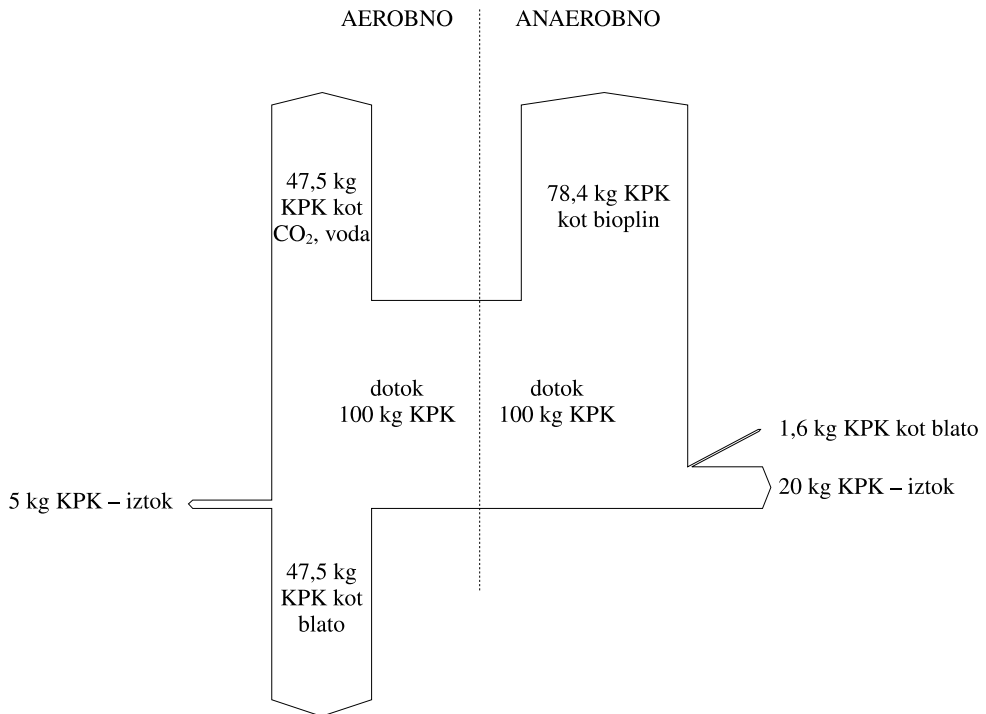 AEROBNO
ANAEROBNO
47,5 kg
KPK kot
CO₂, voda
78,4 kg KPK
kot bioplin
dotok
100 kg KPK
dotok
100 kg KPK
1,6 kg KPK kot blato
5 kg KPK – iztok
20 kg KPK – iztok
47,5 kg
KPK kot
blato